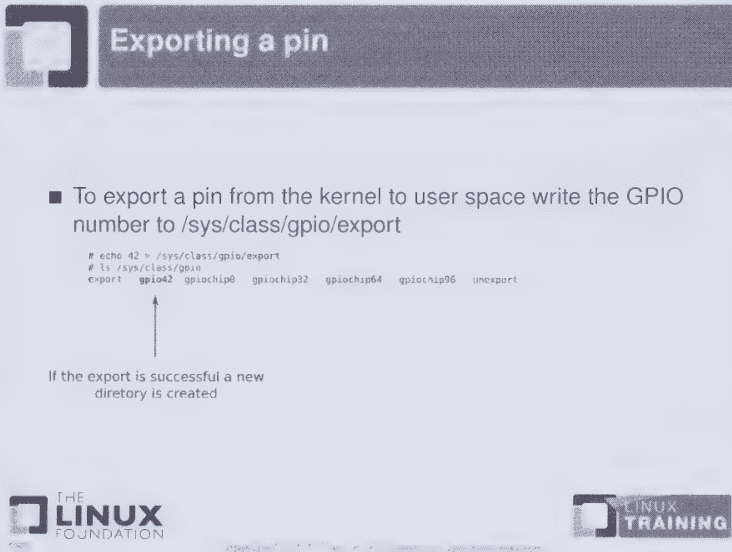 Exporting a pin
■ To export a pin from the kernel to user space write the GPIO
number to /sys/class/gpio/export
# echo 42 > /sys/class/gpio/export
# ls /sys/class/gpio
export gpio42 gpiochip0 gpiochip32 gpiochip64 gpiochip96 unexport
If the export is successful a new
diretory is created
THE
LINUX
FOUNDATION
LINUX
TRAINING